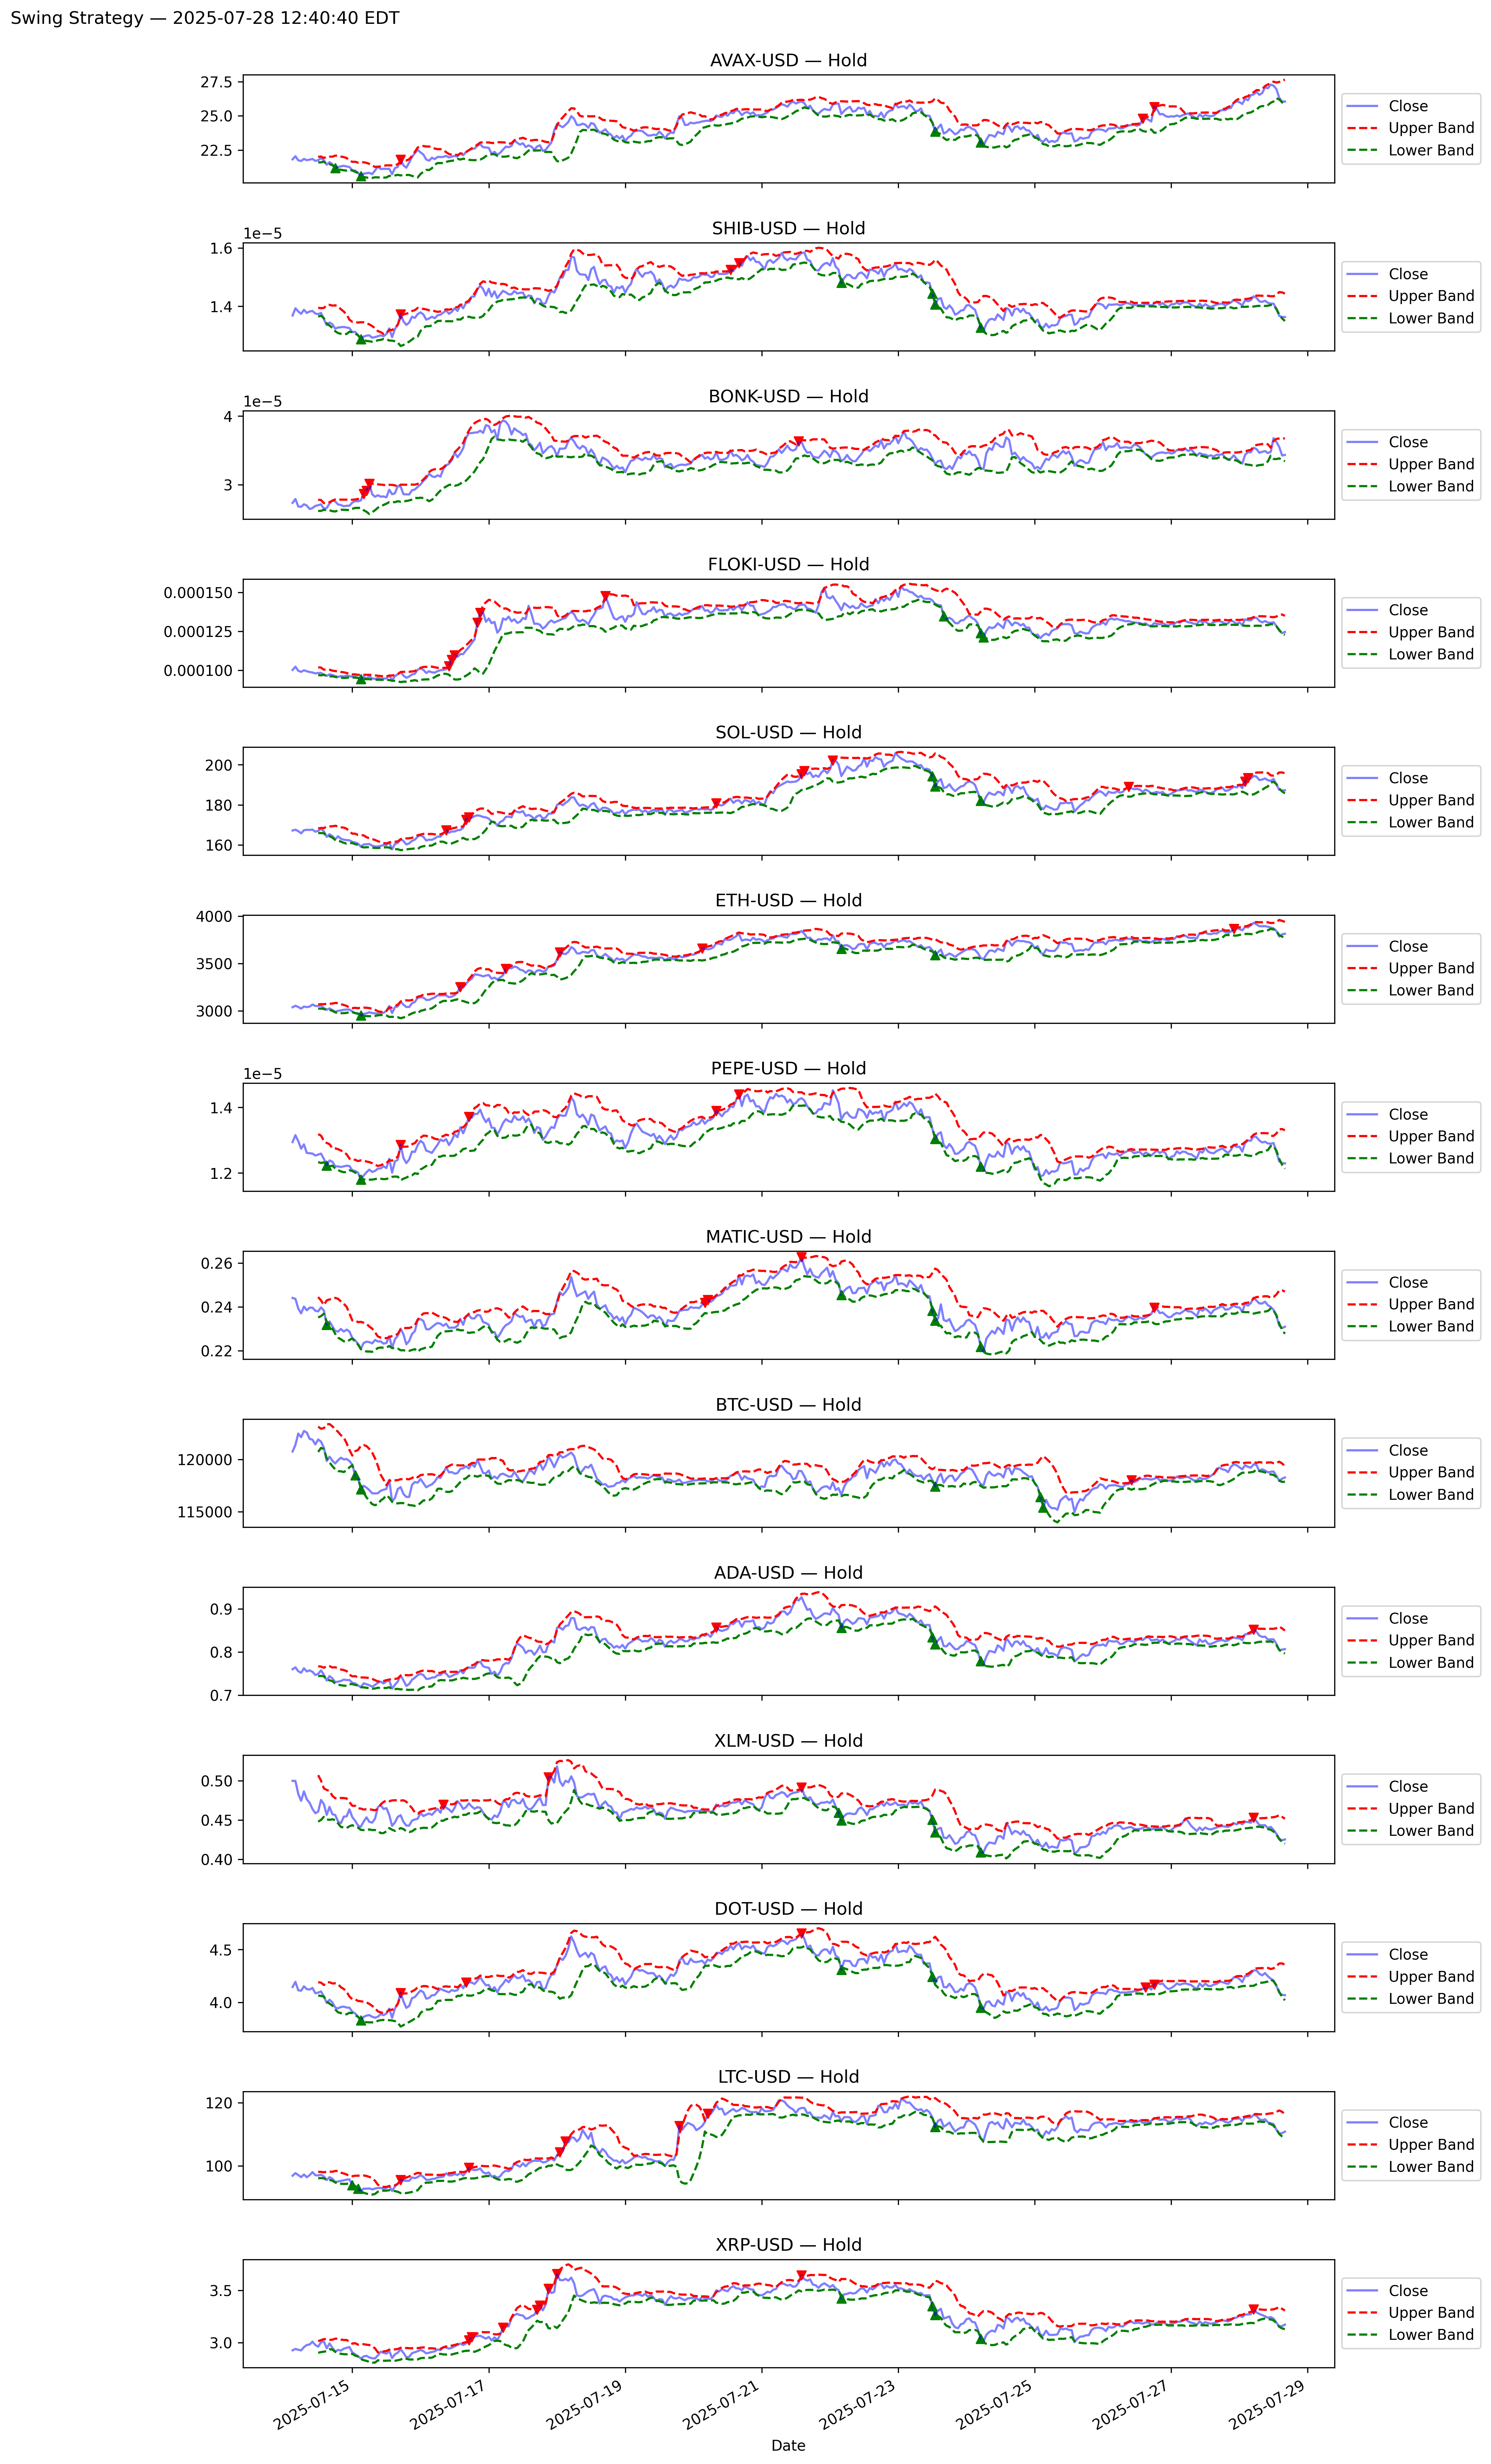 Swing Strategy — 2025-07-28 12:40:40 EDT
AVAX-USD — Hold
27.5
25.0
22.5
Close
Upper Band
Lower Band
SHIB-USD — Hold
1e−5
1.6
1.4
Close
Upper Band
Lower Band
BONK-USD — Hold
1e−5
4
3
Close
Upper Band
Lower Band
FLOKI-USD — Hold
0.000150
0.000125
0.000100
Close
Upper Band
Lower Band
SOL-USD — Hold
200
180
160
Close
Upper Band
Lower Band
ETH-USD — Hold
4000
3500
3000
Close
Upper Band
Lower Band
PEPE-USD — Hold
1e−5
1.4
1.2
Close
Upper Band
Lower Band
MATIC-USD — Hold
0.26
0.24
0.22
Close
Upper Band
Lower Band
BTC-USD — Hold
120000
115000
Close
Upper Band
Lower Band
ADA-USD — Hold
0.9
0.8
0.7
Close
Upper Band
Lower Band
XLM-USD — Hold
0.50
0.45
0.40
Close
Upper Band
Lower Band
DOT-USD — Hold
4.5
4.0
Close
Upper Band
Lower Band
LTC-USD — Hold
120
100
Close
Upper Band
Lower Band
XRP-USD — Hold
3.5
3.0
Close
Upper Band
Lower Band
2025-07-15
2025-07-17
2025-07-19
2025-07-21
2025-07-23
2025-07-25
2025-07-27
2025-07-29
Date